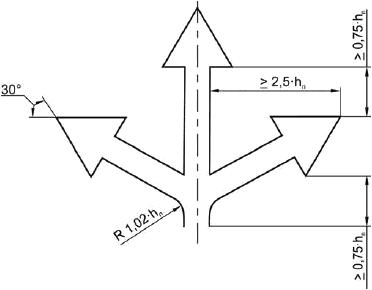 ≥ 0,75·hₙ
≥ 2,5·hₙ
30°
R 1,02·hₙ
≥ 0,75·hₙ